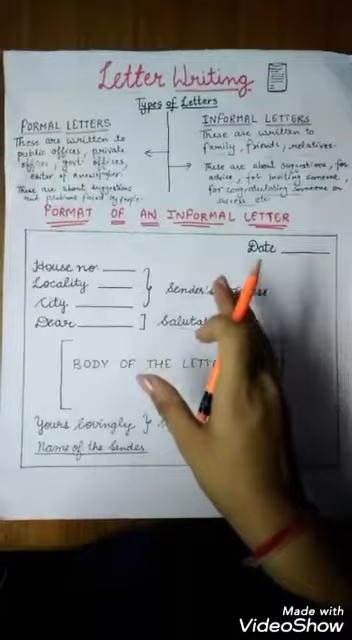 Letter Writing
Types of Letters
FORMAL LETTERS
These are written to
public offices, private
offices, govt offices,
editor of a newspaper.
These are about suggestions
and problems faced by people.
INFORMAL LETTERS
These are written to
family, friends, relatives.
These are about suggestions, for
advice, for inviting someone,
for congratulating someone on
success etc
FORMAT OF AN INFORMAL LETTER
Date
House no
Locality
City
Sender's
Dear
BODY OF THE
Yours lovingly
Name of the Sender
Made with
VideoShow